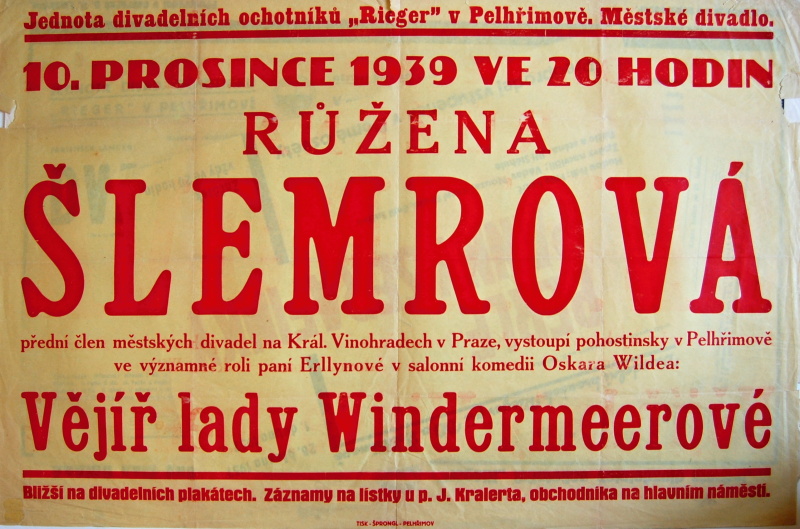 Jednota divadelních ochotníků „Rieger" v Pelhřimově. Městské divadlo.
10. PROSINCE 1939 VE 20 HODIN
RŮŽENA
ŠLEMROVÁ
přední člen městských divadel na Král. Vinohradech v Praze, vystoupí pohostinsky v Pelhřimově
ve významné roli paní Erllynové v salonní komedii Oskara Wildea:
Vějíř lady Windermeerové
Bližší na divadelních plakátech. Záznamy na lístky u p. J. Kralerta, obchodníka na hlavním náměstí.
TISK - ŠPRONGL - PELHŘIMOV